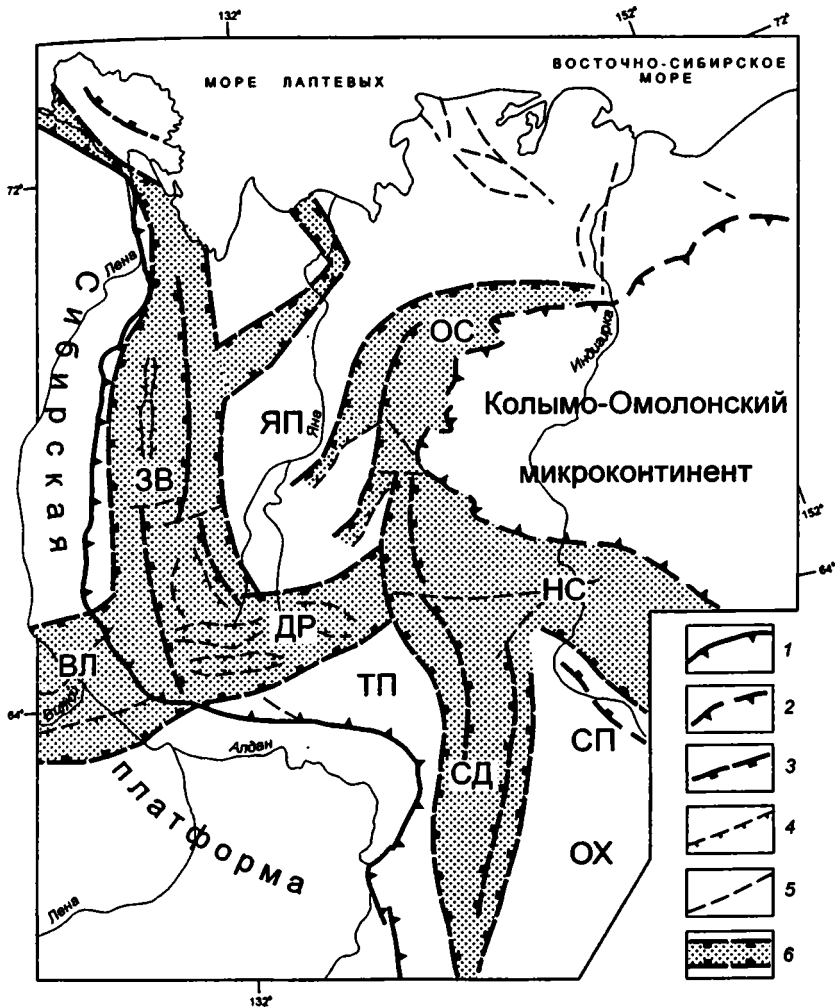 132°
152°
72°
МОРЕ ЛАПТЕВЫХ
ВОСТОЧНО-СИБИРСКОЕ
МОРЕ
72°
Лена
Сибирская
ОС
Индигирка
ЯП
Яна
Колымо-Омолонский
микроконтинент
ЗВ
152°
64°
НС
ДР
ВЛ
ТП
Вилюй
64°
Алдан
СП
СД
платформа
ОХ
Лена
132°
1
2
3
4
5
6